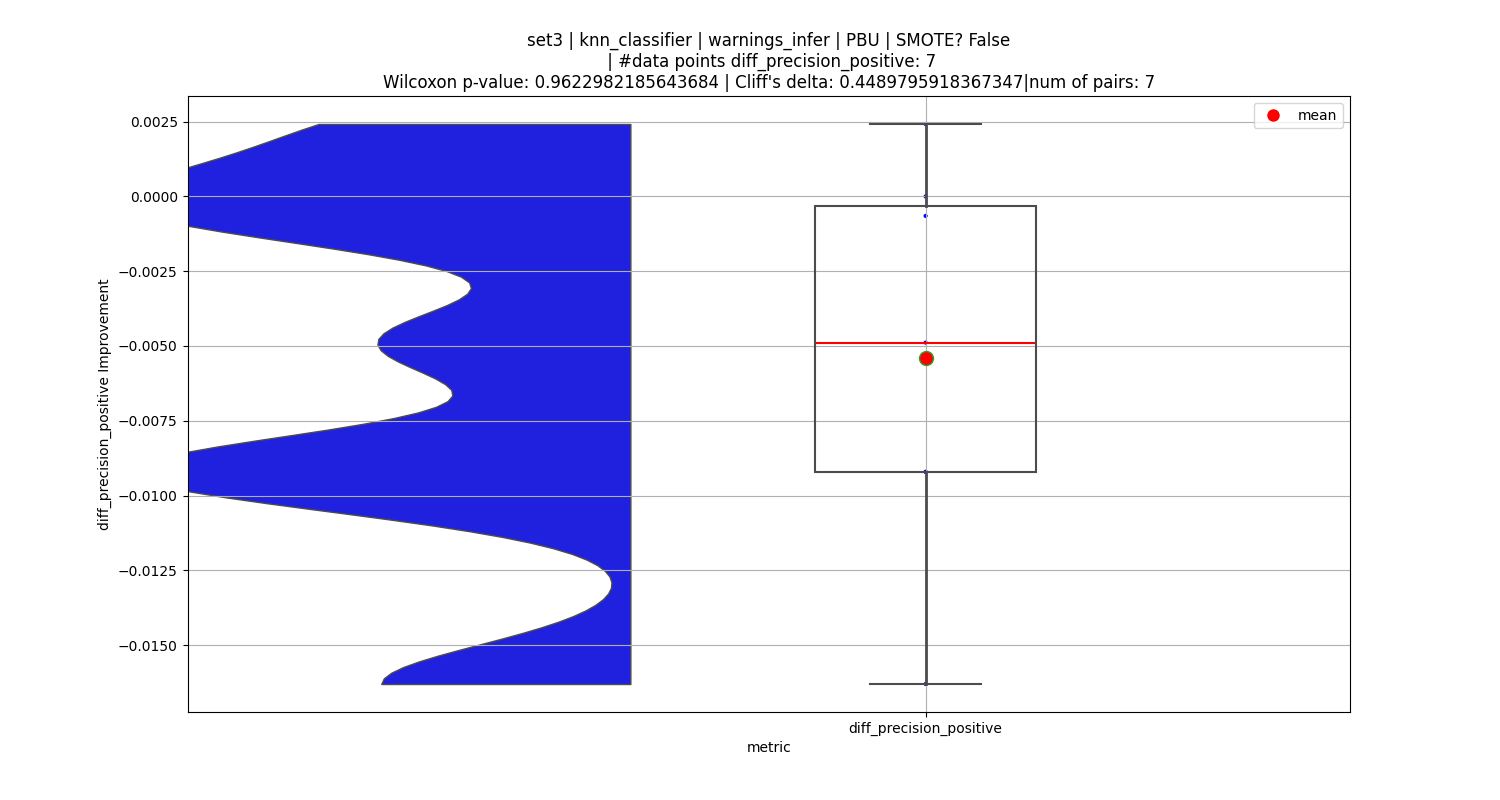 set3 | knn_classifier | warnings_infer | PBU | SMOTE? False
| #data points diff_precision_positive: 7
Wilcoxon p-value: 0.9622982185643684 | Cliff's delta: 0.4489795918367347|num of pairs: 7
mean
0.0025
0.0000
−0.0025
−0.0050
−0.0075
−0.0100
−0.0125
−0.0150
diff_precision_positive Improvement
diff_precision_positive
metric